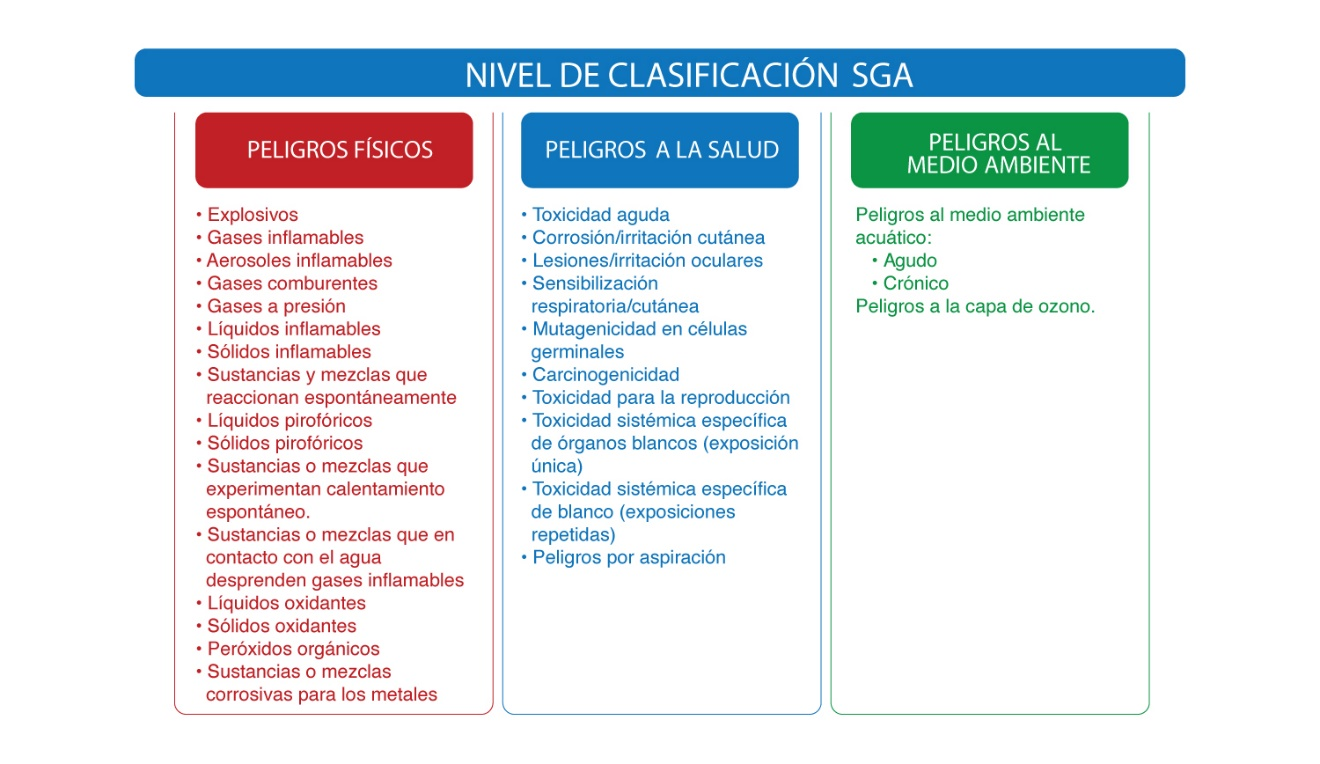 NIVEL DE CLASIFICACIÓN SGA
PELIGROS FÍSICOS
• Explosivos
• Gases inflamables
• Aerosoles inflamables
• Gases comburentes
• Gases a presión
• Líquidos inflamables
• Sólidos inflamables
• Sustancias y mezclas que
reaccionan espontáneamente
• Líquidos pirofóricos
• Sólidos pirofóricos
• Sustancias o mezclas que
experimentan calentamiento
espontáneo.
• Sustancias o mezclas que en
contacto con el agua
desprenden gases inflamables
• Líquidos oxidantes
• Sólidos oxidantes
• Peróxidos orgánicos
• Sustancias o mezclas
corrosivas para los metales
PELIGROS A LA SALUD
• Toxicidad aguda
• Corrosión/irritación cutánea
• Lesiones/irritación oculares
• Sensibilización
respiratoria/cutánea
• Mutagenicidad en células
germinales
• Carcinogenicidad
• Toxicidad para la reproducción
• Toxicidad sistémica específica
de órganos blancos (exposición
única)
• Toxicidad sistémica específica
de blanco (exposiciones
repetidas)
• Peligros por aspiración
PELIGROS AL
MEDIO AMBIENTE
Peligros al medio ambiente
acuático:
• Agudo
• Crónico
Peligros a la capa de ozono.